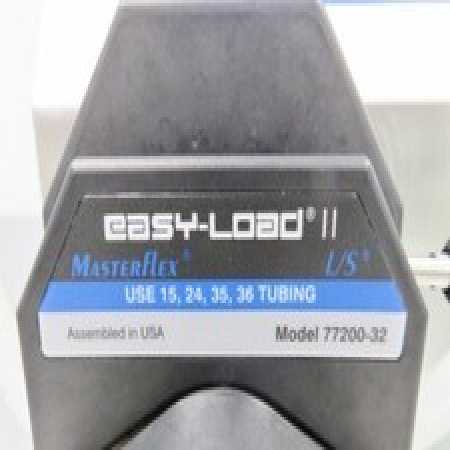 easy-LOAD® II
MASTERFLEX® L/S®
USE 15, 24, 35, 36 TUBING
Assembled in USA Model 77200-32